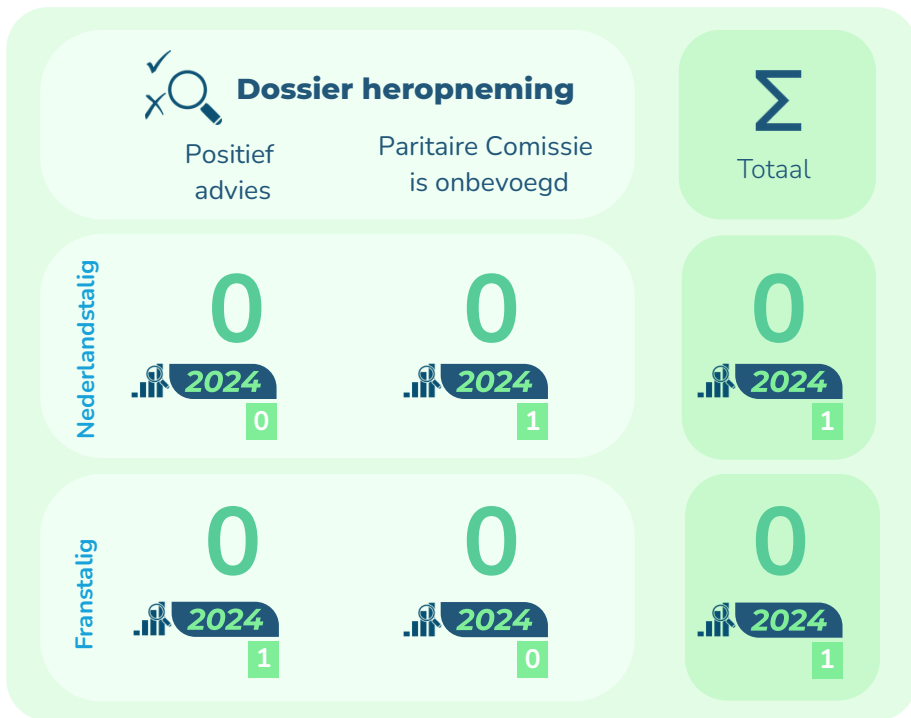 Dossier heropneming
Positief
advies
Paritaire Comissie
is onbevoegd
Σ
Totaal
Nederlandstalig
0
2024
0
0
2024
1
0
2024
1
Franstalig
0
2024
1
0
2024
0
0
2024
1